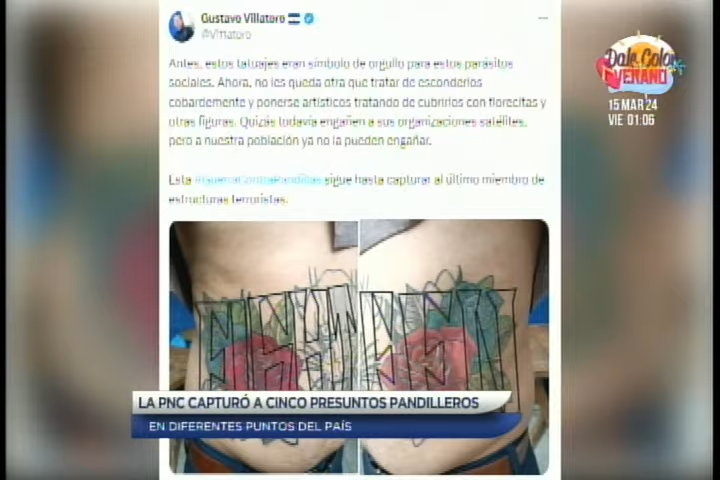 Gustavo Villatoro
@Vi11atoro
Antes, estos tatuajes eran símbolo de orgullo para estos parásitos
sociales. Ahora, no les queda otra que tratar de esconderlos
cobardemente y ponerse artísticos tratando de cubrirlos con florecitas y
otras figuras. Quizás todavía engañen a sus organizaciones satélites,
pero a nuestra población ya no la pueden engañar.
Esta #GuerraContraPandillas sigue hasta capturar al último miembro de
estructuras terroristas.
Dale Color
VERANO
15 MAR 24
VIE 01:06
LA PNC CAPTURÓ A CINCO PRESUNTOS PANDILLEROS
EN DIFERENTES PUNTOS DEL PAÍS